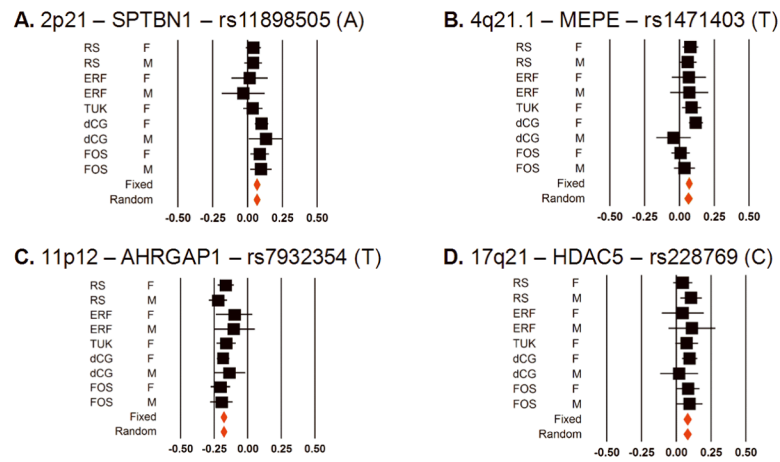 A. 2p21 – SPTBN1 – rs11898505 (A)
RS F
RS M
ERF F
ERF M
TUK F
dCG F
dCG M
FOS F
FOS M
Fixed
Random
-0.50 -0.25 0.00 0.25 0.50
B. 4q21.1 – MEPE – rs1471403 (T)
RS F
RS M
ERF F
ERF M
TUK F
dCG F
dCG M
FOS F
FOS M
Fixed
Random
-0.50 -0.25 0.00 0.25 0.50
C. 11p12 – AHRGAP1 – rs7932354 (T)
RS F
RS M
ERF F
ERF M
TUK F
dCG F
dCG M
FOS F
FOS M
Fixed
Random
-0.50 -0.25 0.00 0.25 0.50
D. 17q21 – HDAC5 – rs228769 (C)
RS F
RS M
ERF F
ERF M
TUK F
dCG F
dCG M
FOS F
FOS M
Fixed
Random
-0.50 -0.25 0.00 0.25 0.50